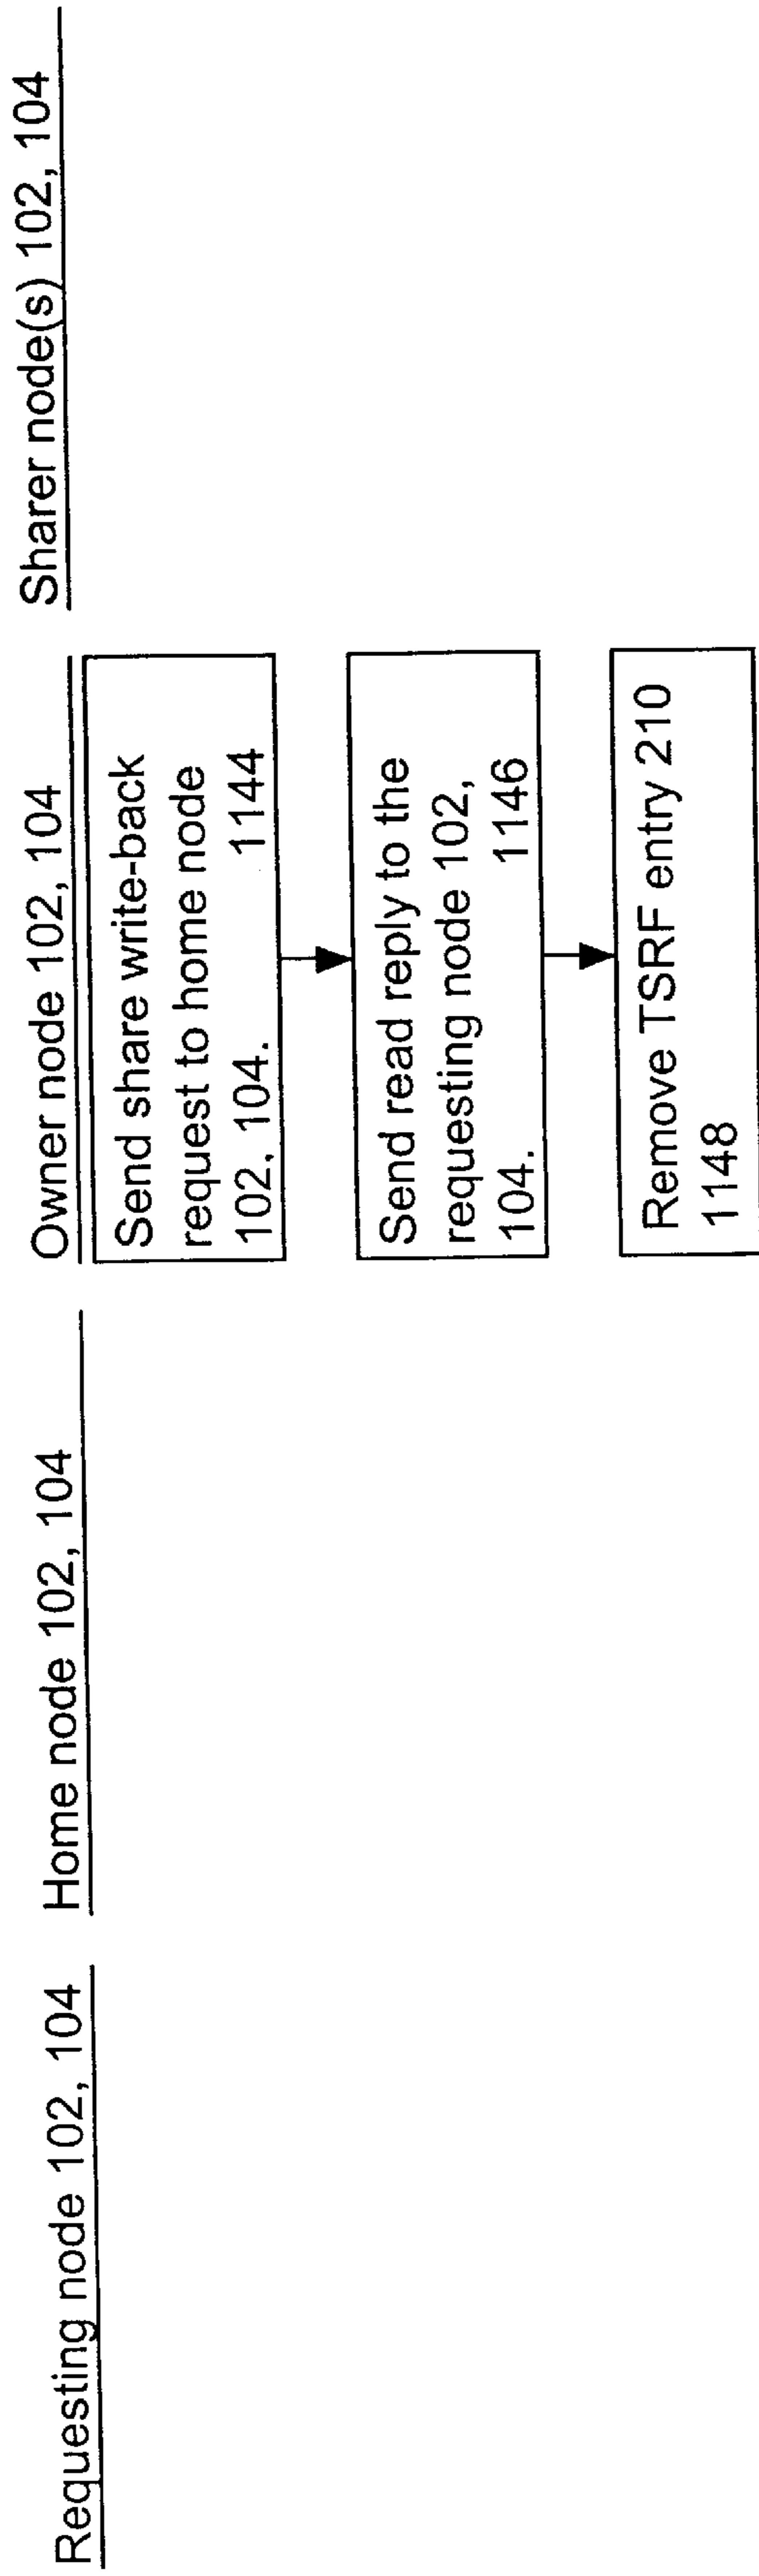 Requesting node 102, 104
Home node 102, 104
Owner node 102, 104
Sharer node(s) 102, 104
Send share write-back
request to home node
102, 104. 1144
Send read reply to the
requesting node 102,
104. 1146
Remove TSRF entry 210
1148